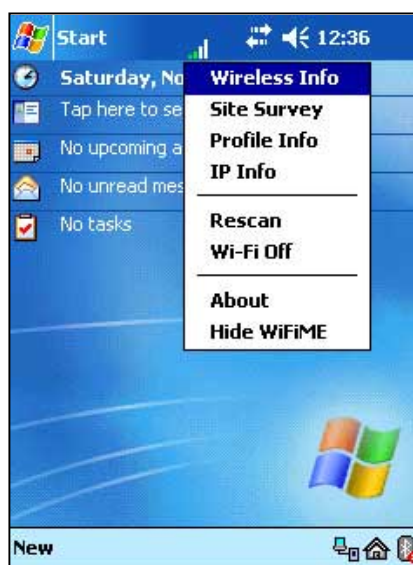 Start 12:36
Saturday, No
Tap here to se
No upcoming a
No unread mes
No tasks
Wireless Info
Site Survey
Profile Info
IP Info
Rescan
Wi-Fi Off
About
Hide WiFiME
New